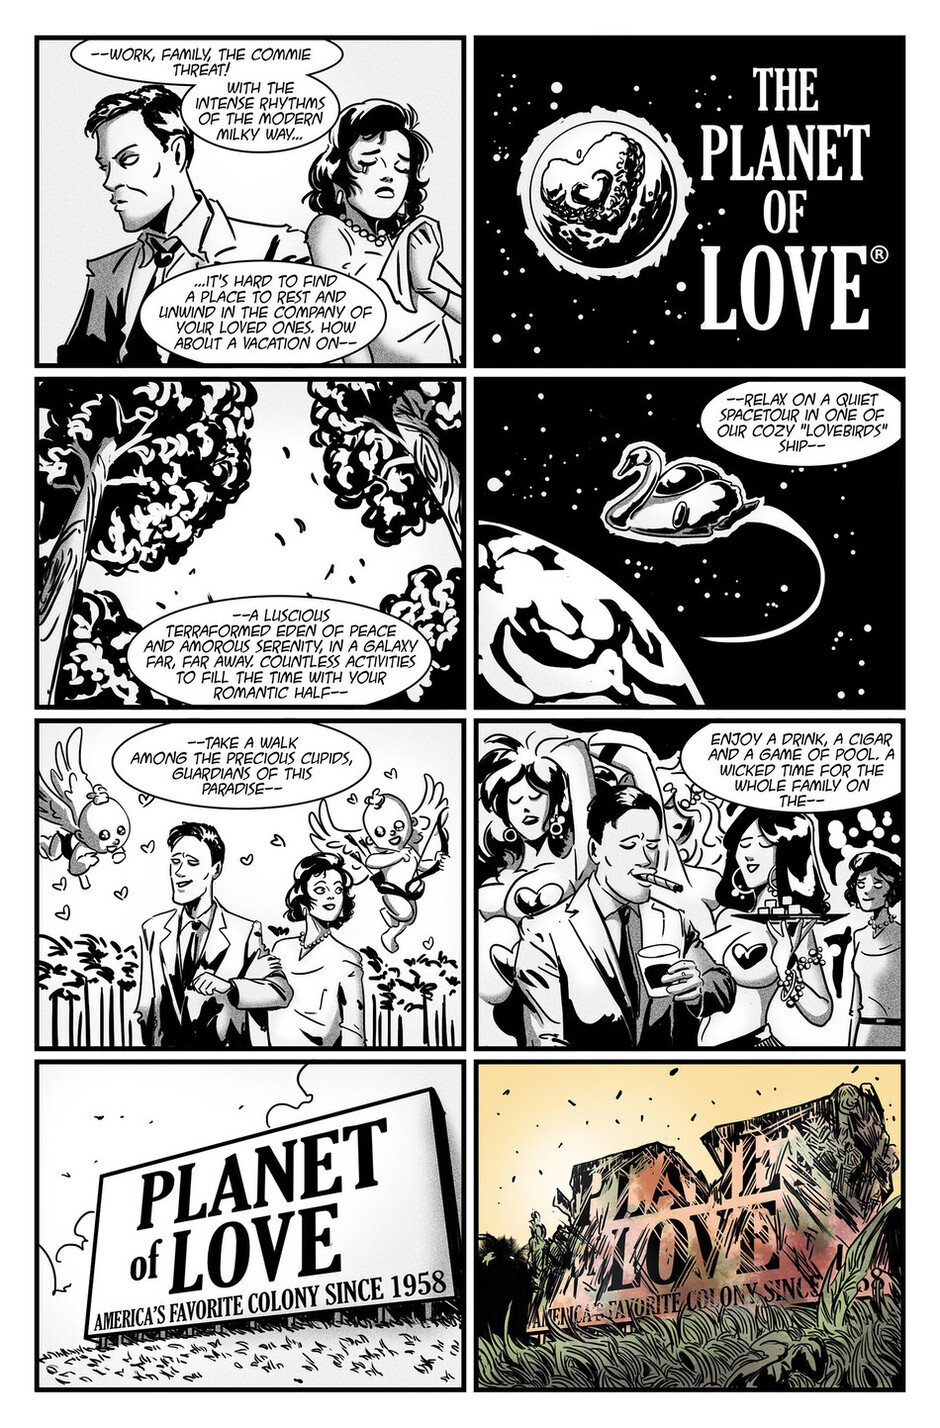 --WORK, FAMILY, THE COMMIE
THREAT!
WITH THE
INTENSE RHYTHMS
OF THE MODERN
MILKY WAY...
...IT'S HARD TO FIND
A PLACE TO REST AND
UNWIND IN THE COMPANY OF
YOUR LOVED ONES. HOW
ABOUT A VACATION ON--
THE
PLANET
OF
LOVE®
--A LUSCIOUS
TERRAFORMED EDEN OF PEACE
AND AMOROUS SERENITY, IN A GALAXY
FAR, FAR AWAY. COUNTLESS ACTIVITIES
TO FILL THE TIME WITH YOUR
ROMANTIC HALF--
--RELAX ON A QUIET
SPACETOUR IN ONE OF
OUR COZY "LOVEBIRDS"
SHIP--
--TAKE A WALK
AMONG THE PRECIOUS CUPIDS,
GUARDIANS OF THIS
PARADISE--
ENJOY A DRINK, A CIGAR
AND A GAME OF POOL. A
WICKED TIME FOR THE
WHOLE FAMILY ON
THE--
PLANET
of LOVE
AMERICA'S FAVORITE COLONY SINCE 1958
PLANE
LOVE
AMERICA'S FAVORITE COLONY SINCE 1958